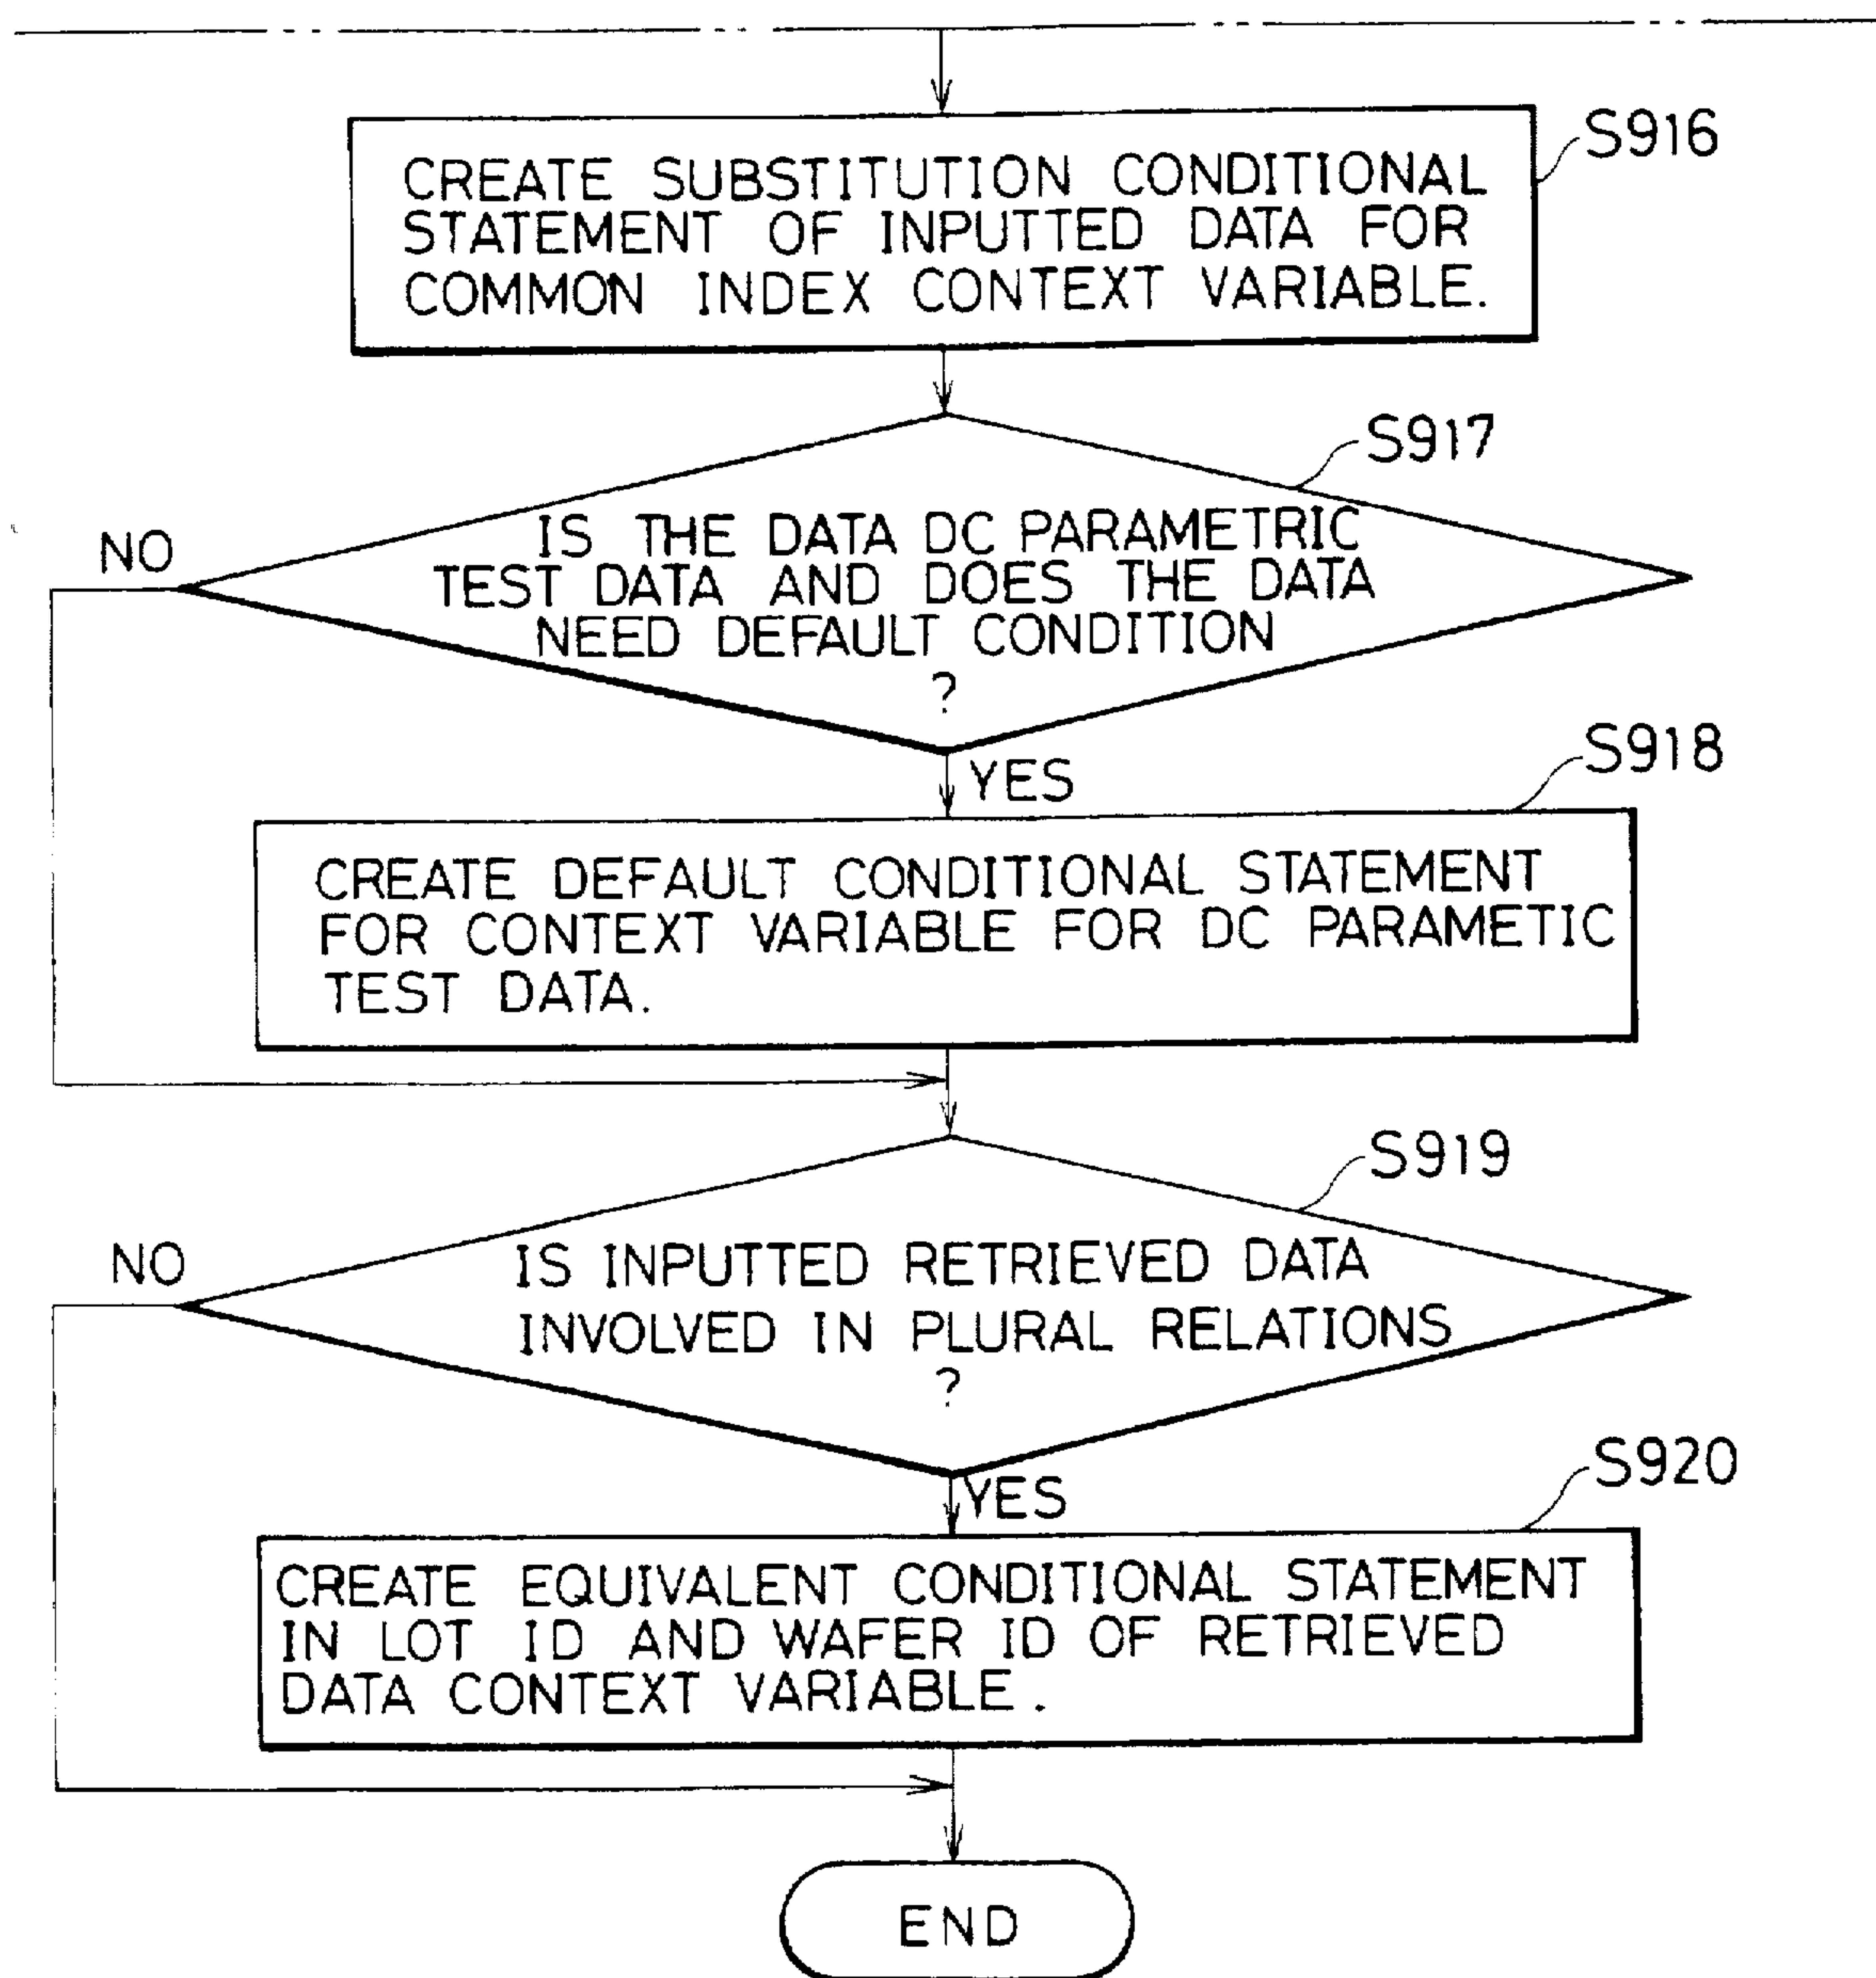 S916
CREATE SUBSTITUTION CONDITIONAL
STATEMENT OF INPUTTED DATA FOR
COMMON INDEX CONTEXT VARIABLE.
S917
NO
IS THE DATA DC PARAMETRIC
TEST DATA AND DOES THE DATA
NEED DEFAULT CONDITION
?
YES
S918
CREATE DEFAULT CONDITIONAL STATEMENT
FOR CONTEXT VARIABLE FOR DC PARAMETIC
TEST DATA.
S919
NO
IS INPUTTED RETRIEVED DATA
INVOLVED IN PLURAL RELATIONS
?
YES
S920
CREATE EQUIVALENT CONDITIONAL STATEMENT
IN LOT ID AND WAFER ID OF RETRIEVED
DATA CONTEXT VARIABLE.
END